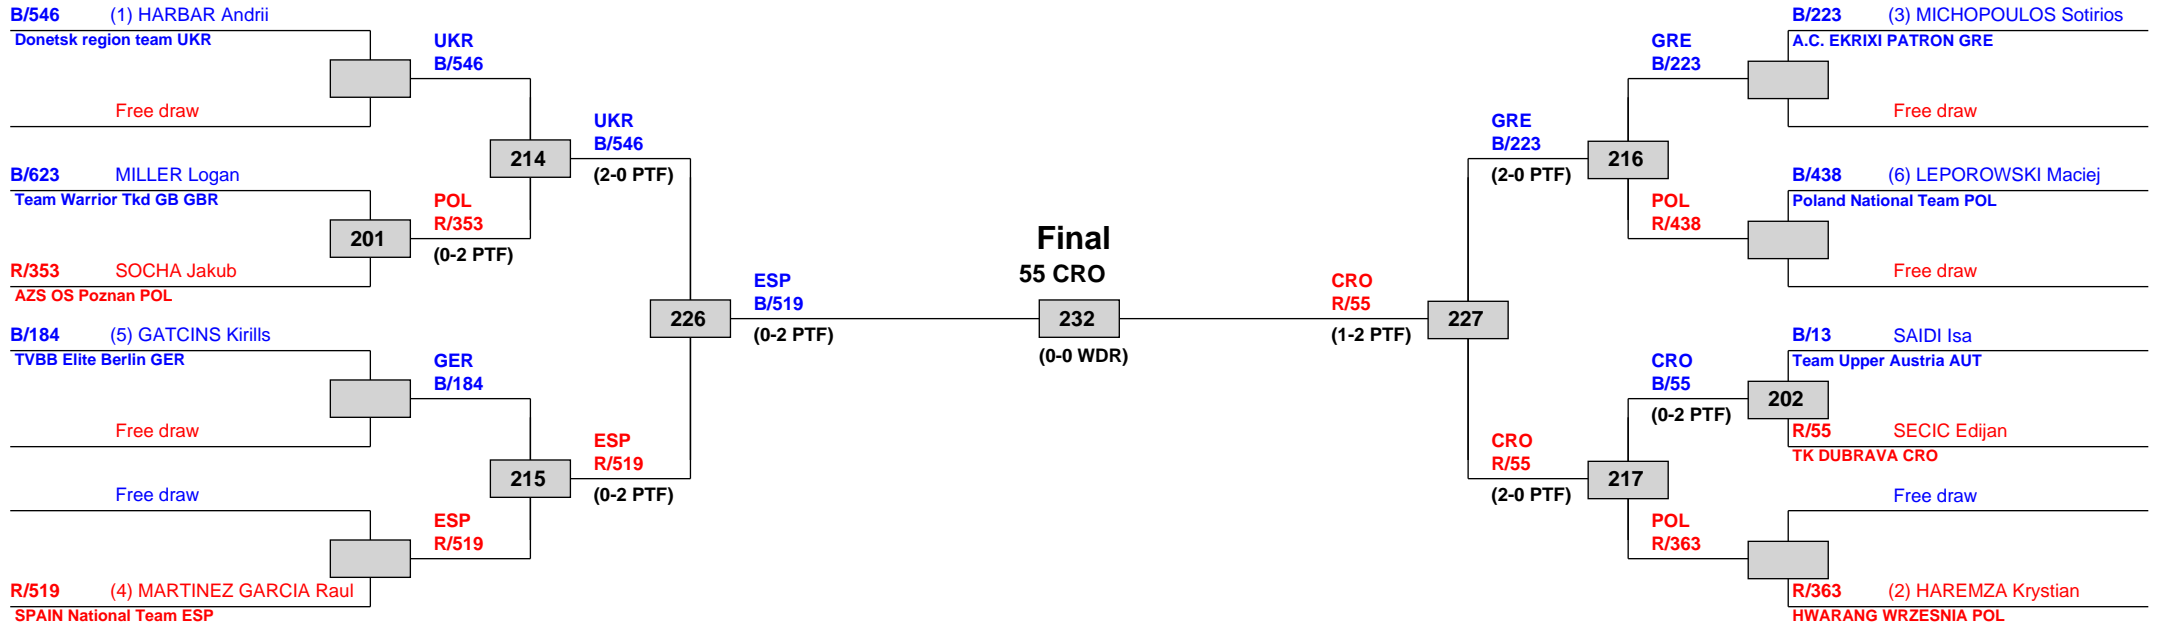 B/546 (1) HARBAR Andrii
Donetsk region team UKR
Free draw
B/623 MILLER Logan
Team Warrior Tkd GB GBR
R/353 SOCHA Jakub
AZS OS Poznan POL
B/184 (5) GATCINS Kirills
TVBB Elite Berlin GER
Free draw
Free draw
R/519 (4) MARTINEZ GARCIA Raul
SPAIN National Team ESP
201
UKR
B/546
POL
R/353
(0-2 PTF)
GER
B/184
ESP
R/519
214
215
UKR
B/546
(2-0 PTF)
ESP
R/519
(0-2 PTF)
226
ESP
B/519
(0-2 PTF)
Final
55 CRO
232
(0-0 WDR)
CRO
R/55
(1-2 PTF)
227
GRE
B/223
(2-0 PTF)
CRO
R/55
(2-0 PTF)
216
217
GRE
B/223
POL
R/438
CRO
B/55
(0-2 PTF)
POL
R/363
202
B/223 (3) MICHOPOULOS Sotirios
A.C. EKRIXI PATRON GRE
Free draw
B/438 (6) LEPOROWSKI Maciej
Poland National Team POL
Free draw
B/13 SAIDI Isa
Team Upper Austria AUT
R/55 SECIC Edijan
TK DUBRAVA CRO
Free draw
R/363 (2) HAREMZA Krystian
HWARANG WRZESNIA POL